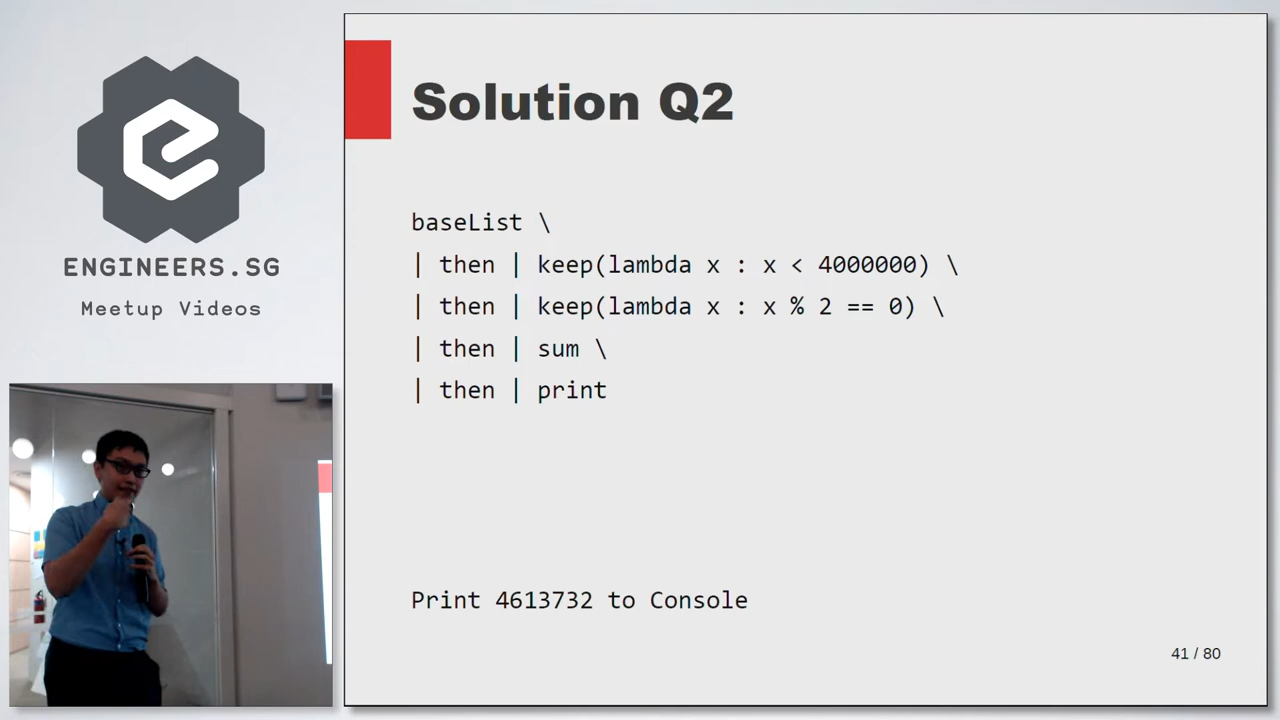 ENGINEERS.SG
Meetup Videos
Solution Q2
baseList \
| then | keep(lambda x : x < 4000000) \
| then | keep(lambda x : x % 2 == 0) \
| then | sum \
| then | print
Print 4613732 to Console
41 / 80